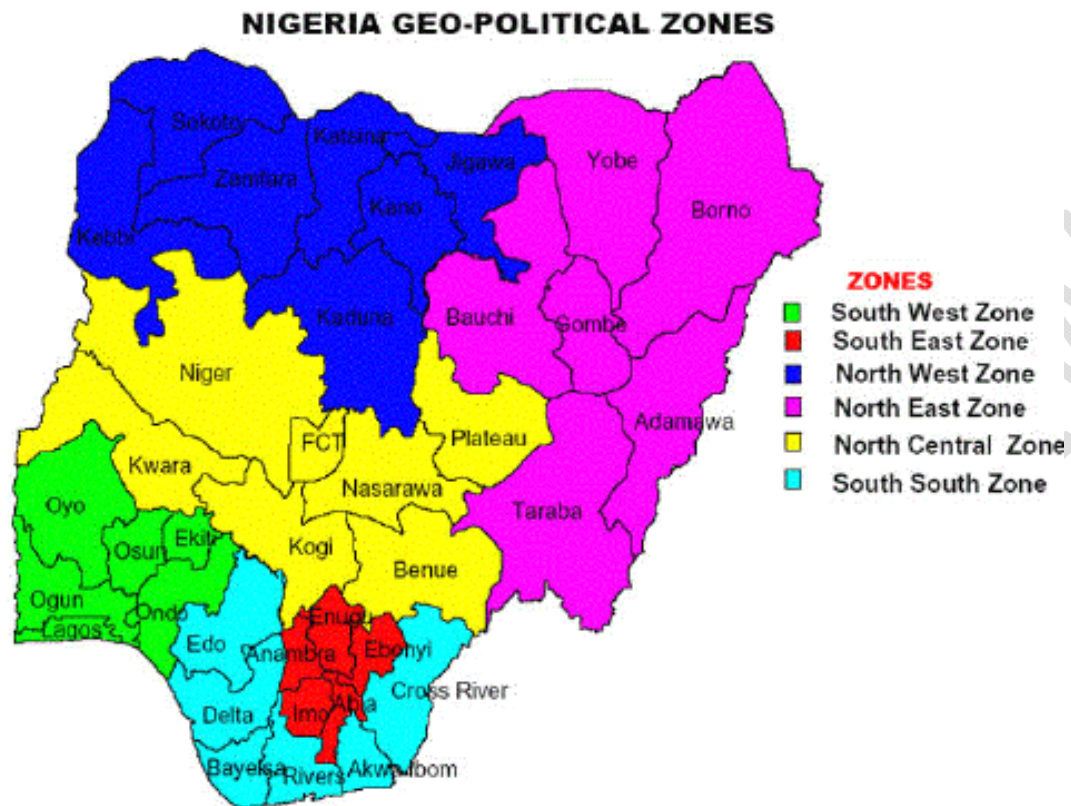 NIGERIA GEO-POLITICAL ZONES
Sokoto
Katsina
Jigawa
Yobe
Zamfara
Kano
Borno
Kebbi
ZONES
Kaduna
Bauchi
Gombe
South West Zone
South East Zone
Niger
North West Zone
North East Zone
Adamawa
FCT
Plateau
North Central Zone
Kwara
Nasarawa
South South Zone
Oyo
Taraba
Osun
Ekiti
Kogi
Benue
Ogun
Ondo
Enugu
Lagos
Edo
Anambra
Ebonyi
Cross River
Delta
Imo
Abia
Bayelsa
Rivers
Akwa Ibom